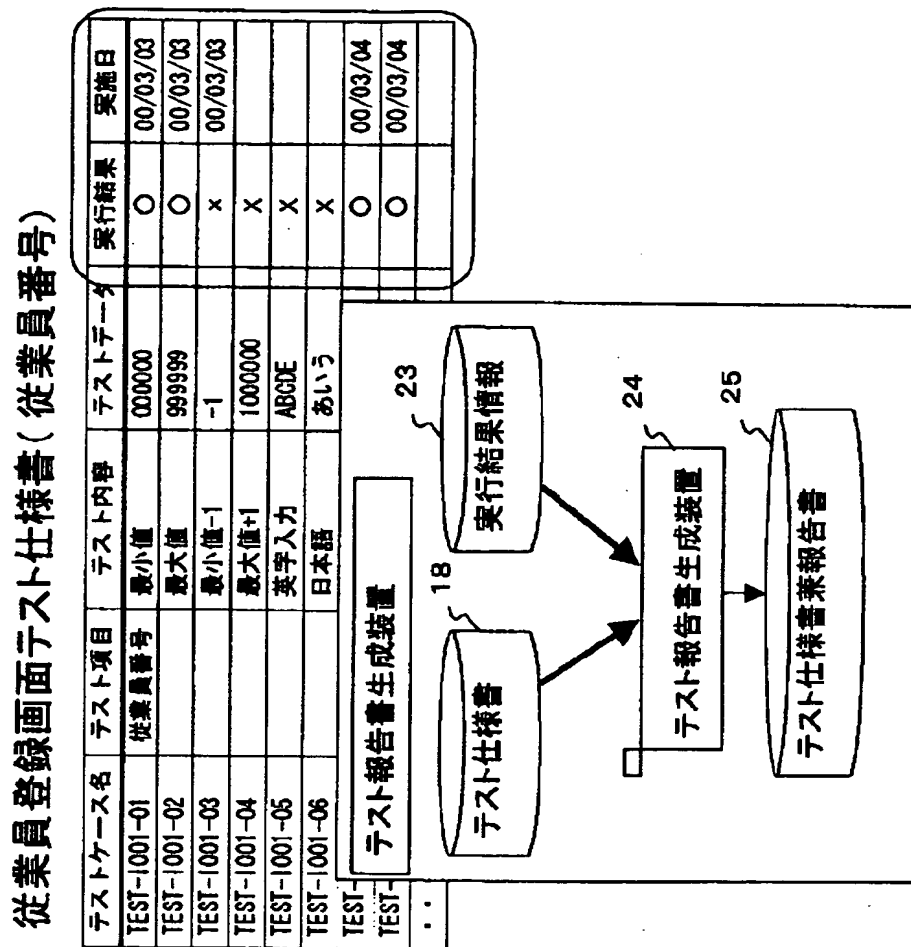 従業員登録画面テスト仕様書(従業員番号)
テストケース名 テスト項目 テスト内容 テストデータ 実行結果 実施日
TEST-1001-01 従業員番号 最小値 000000 ○ 00/03/03
TEST-1001-02 最大値 999999 ○ 00/03/03
TEST-1001-03 最小値-1 -1 × 00/03/03
TEST-1001-04 最大値+1 1000000 ×
TEST-1001-05 英字入力 ABCDE ×
TEST-1001-06 日本語 あいう ×
TEST- ○ 00/03/04
TEST- ○ 00/03/04
..
テスト報告書生成装置
テスト仕様書
18
実行結果情報
23
テスト報告書生成装置
24
テスト仕様書兼報告書
25